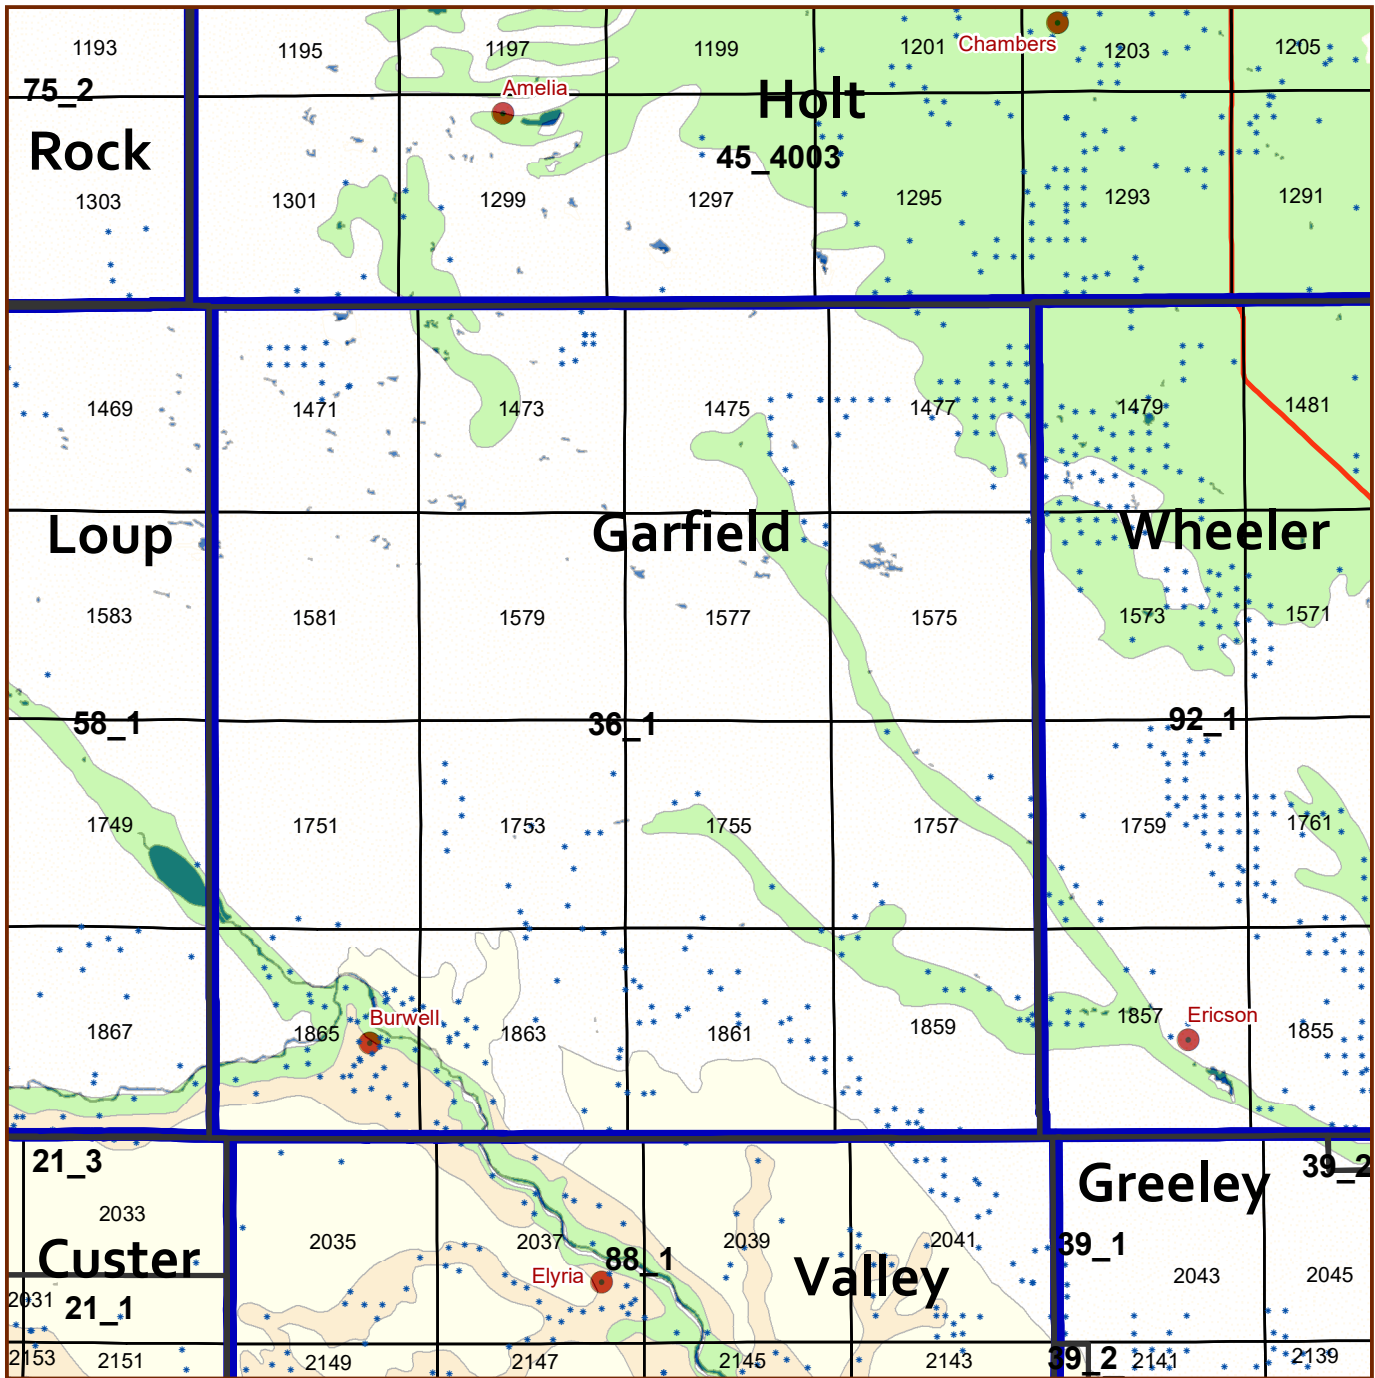 1193 1195 1197 1199 1201 Chambers 1203 1205
75_2 Amelia Holt
Rock 45_4003
1303 1301 1299 1297 1295 1293 1291
1469 1471 1473 1475 1477 1479 1481
Loup Garfield Wheeler
1583 1581 1579 1577 1575 1573 1571
58_1 36_1 92_1
1749 1751 1753 1755 1757 1759 1761
Burwell Ericson
1867 1865 1863 1861 1859 1857 1855
21_3 Greeley 39_2
2033
Custer 2035 2037 88_1 2039 2041 39_1
Elyria Valley 2043 2045
2031 21_1
2153 2151 2149 2147 2145 2143 39_2 2141 2139